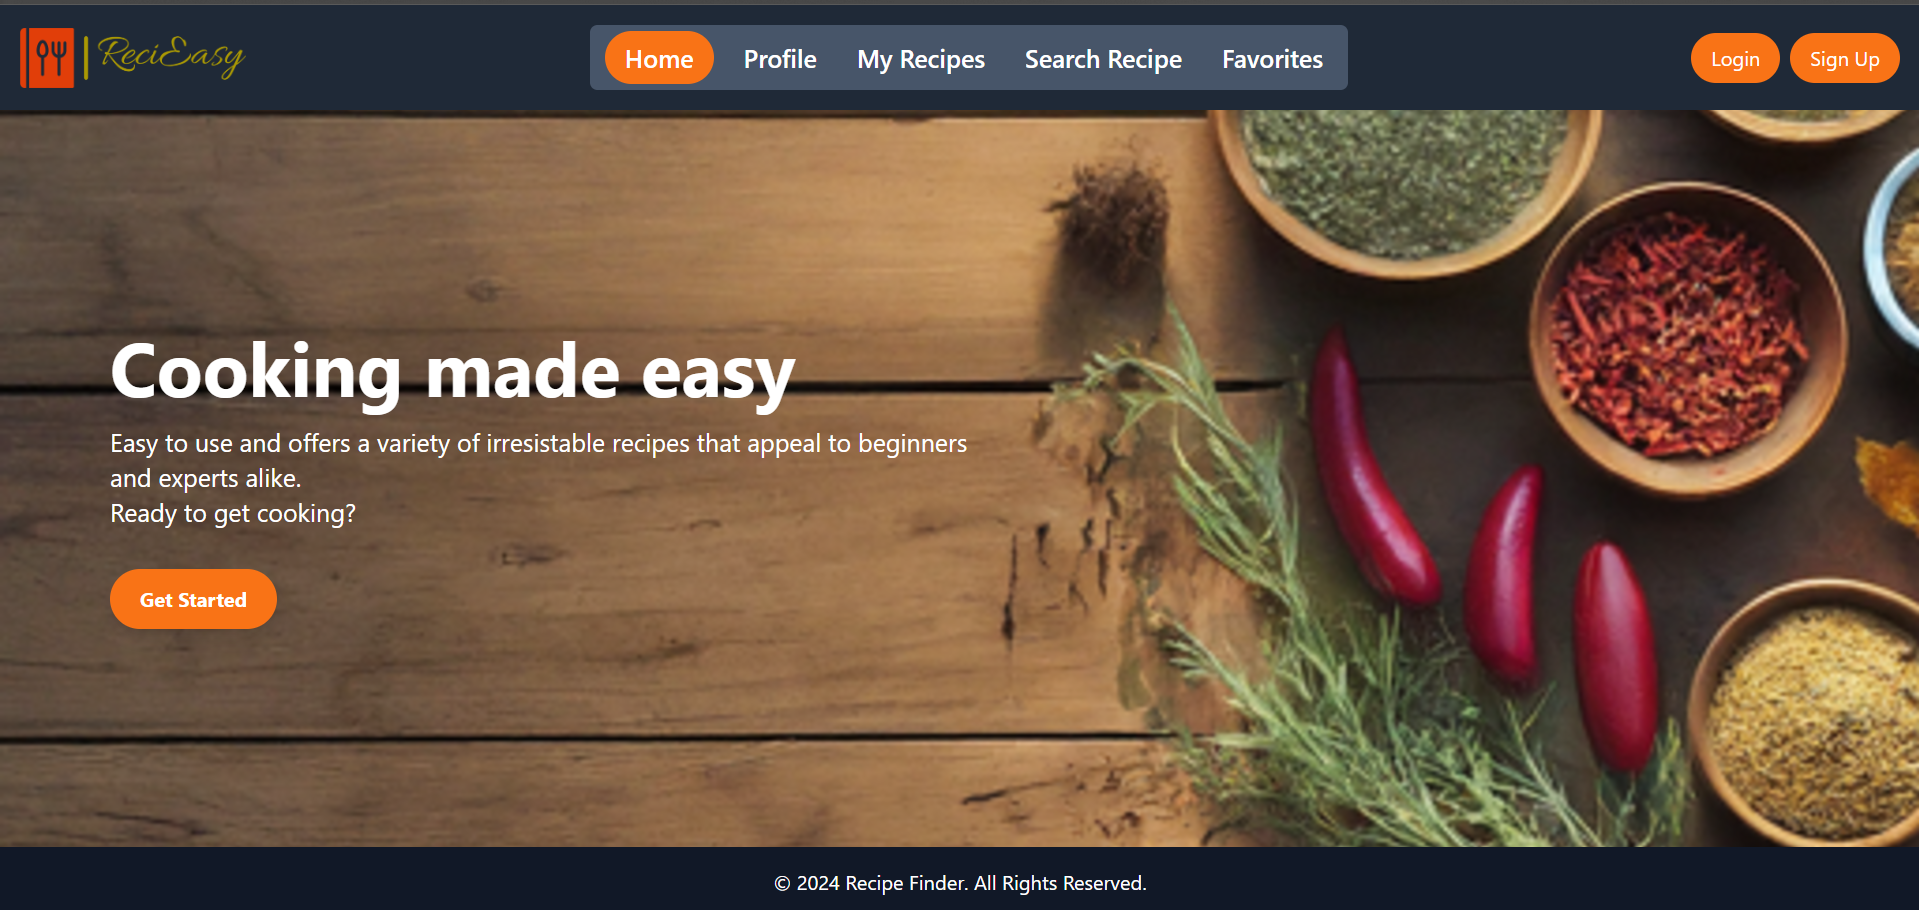 ReciEasy
Home Profile My Recipes Search Recipe Favorites
Login Sign Up
Cooking made easy
Easy to use and offers a variety of irresistable recipes that appeal to beginners
and experts alike.
Ready to get cooking?
Get Started
© 2024 Recipe Finder. All Rights Reserved.